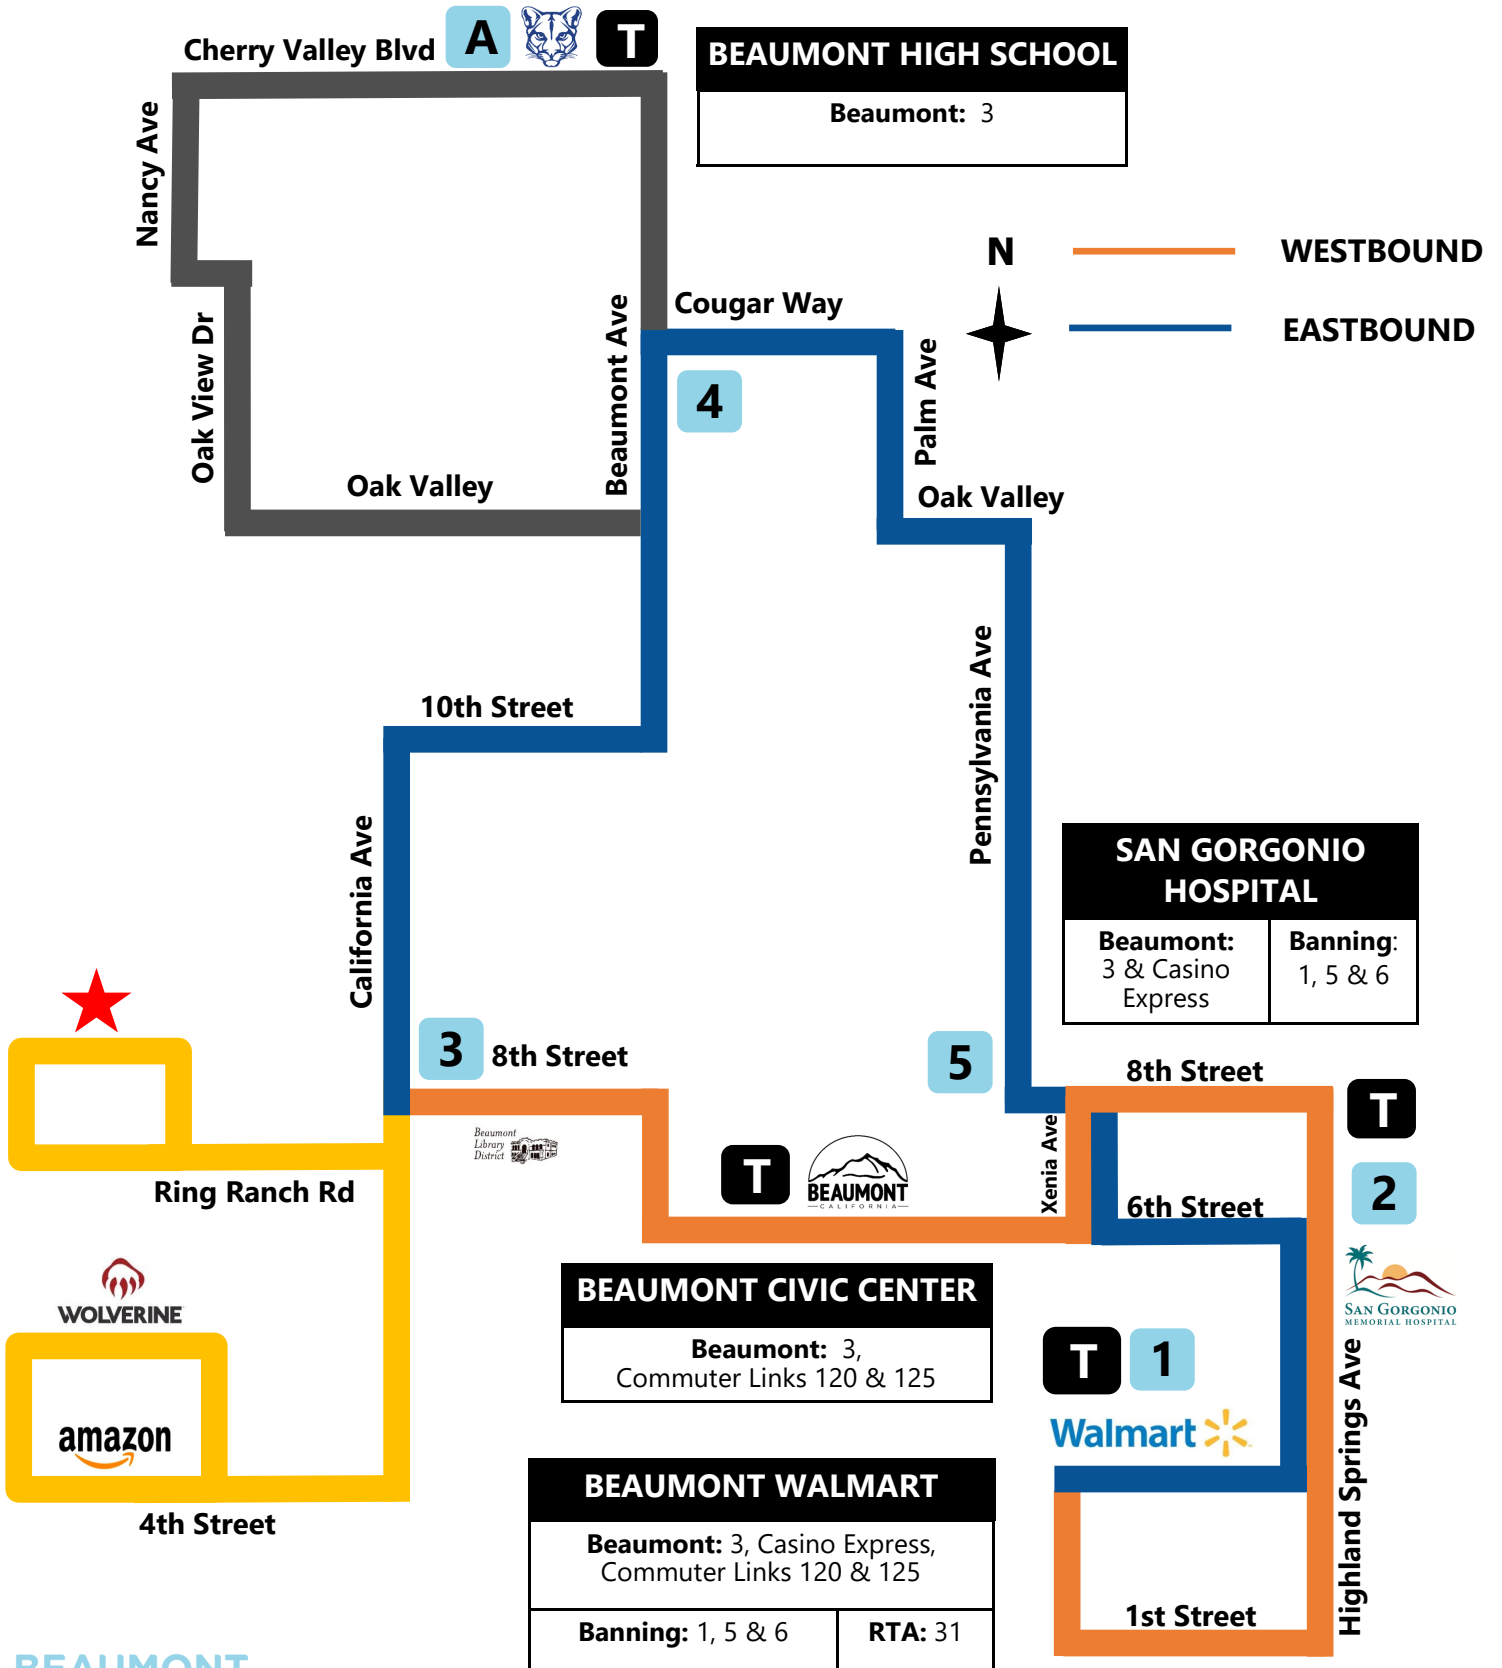 Cherry Valley Blvd
A
T
BEAUMONT HIGH SCHOOL
Beaumont: 3
Nancy Ave
N
WESTBOUND
EASTBOUND
Cougar Way
Beaumont Ave
Palm Ave
Oak View Dr
4
Oak Valley
Oak Valley
10th Street
Pennsylvania Ave
California Ave
SAN GORGONIO
HOSPITAL
Beaumont:
3 & Casino
Express
Banning:
1, 5 & 6
3
8th Street
5
8th Street
T
Beaumont
Library
District
Xenia Ave
T
BEAUMONT
CALIFORNIA
2
Ring Ranch Rd
6th Street
WOLVERINE
SAN GORGONIO
MEMORIAL HOSPITAL
BEAUMONT CIVIC CENTER
Beaumont: 3,
Commuter Links 120 & 125
T
1
Walmart
Highland Springs Ave
amazon
4th Street
BEAUMONT WALMART
Beaumont: 3, Casino Express,
Commuter Links 120 & 125
Banning: 1, 5 & 6
RTA: 31
1st Street
BEAUMONT